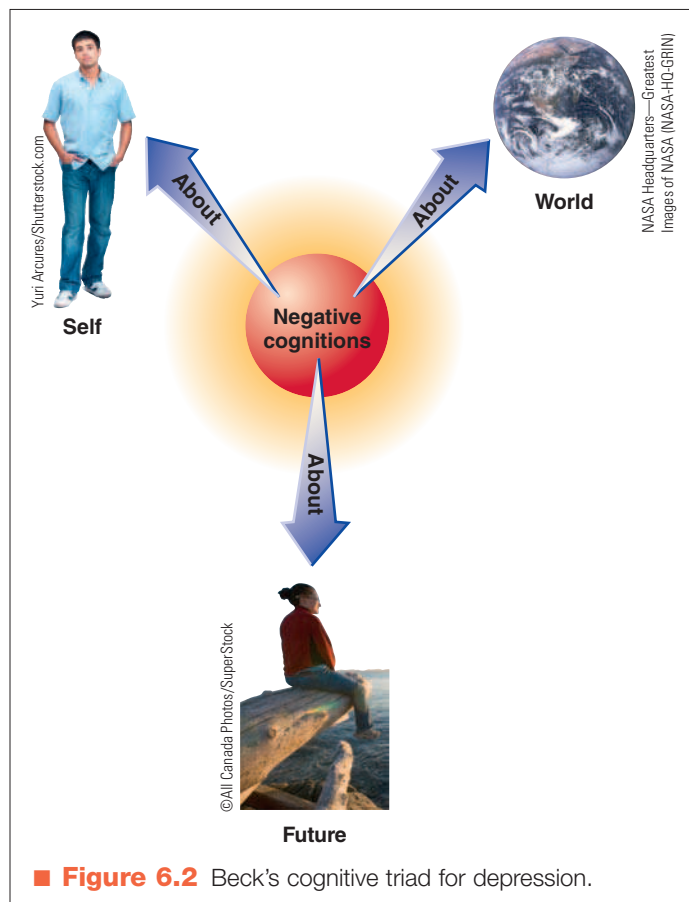 Yuri Arcures/Shutterstock.com
About
Self
About
World
NASA Headquarters—Greatest
Images of NASA (NASA-HQ-GRIN)
Negative
cognitions
About
©All Canada Photos/SuperStock
Future
■ Figure 6.2 Beck's cognitive triad for depression.